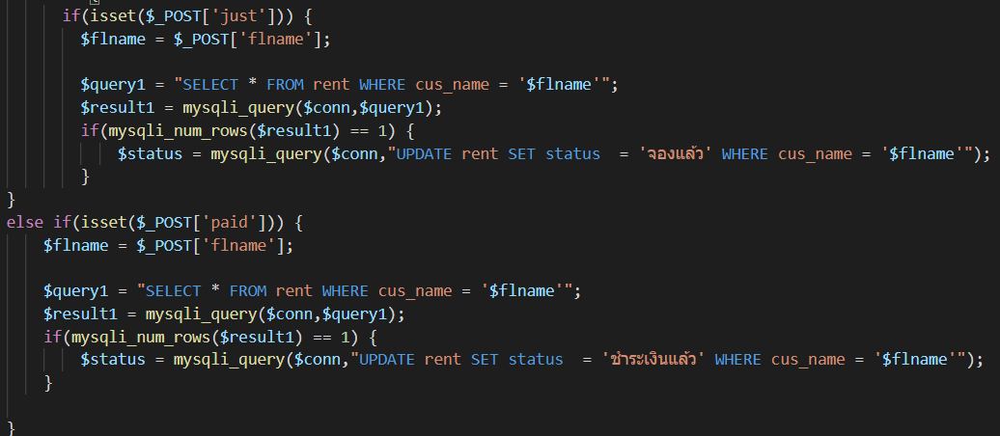 if(isset($_POST['just'])) {
$flname = $_POST['flname'];
$query1 = "SELECT * FROM rent WHERE cus_name = '$flname'";
$result1 = mysqli_query($conn,$query1);
if(mysqli_num_rows($result1) == 1) {
$status = mysqli_query($conn,"UPDATE rent SET status  = 'จองแล้ว' WHERE cus_name = '$flname'");
}
}
else if(isset($_POST['paid'])) {
$flname = $_POST['flname'];
$query1 = "SELECT * FROM rent WHERE cus_name = '$flname'";
$result1 = mysqli_query($conn,$query1);
if(mysqli_num_rows($result1) == 1) {
$status = mysqli_query($conn,"UPDATE rent SET status  = 'ชำระเงินแล้ว' WHERE cus_name = '$flname'");
}
}